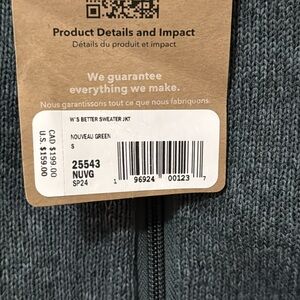 Product Details and Impact
Détails du produit et impact
We guarantee
everything we make.
Nous garantissons tout ce que nous fabriquons.
W'S BETTER SWEATER JKT
NOUVEAU GREEN
S
25543
NUVG
SP24
1 96924 00123 7
CAD $199.00
U.S. $159.00